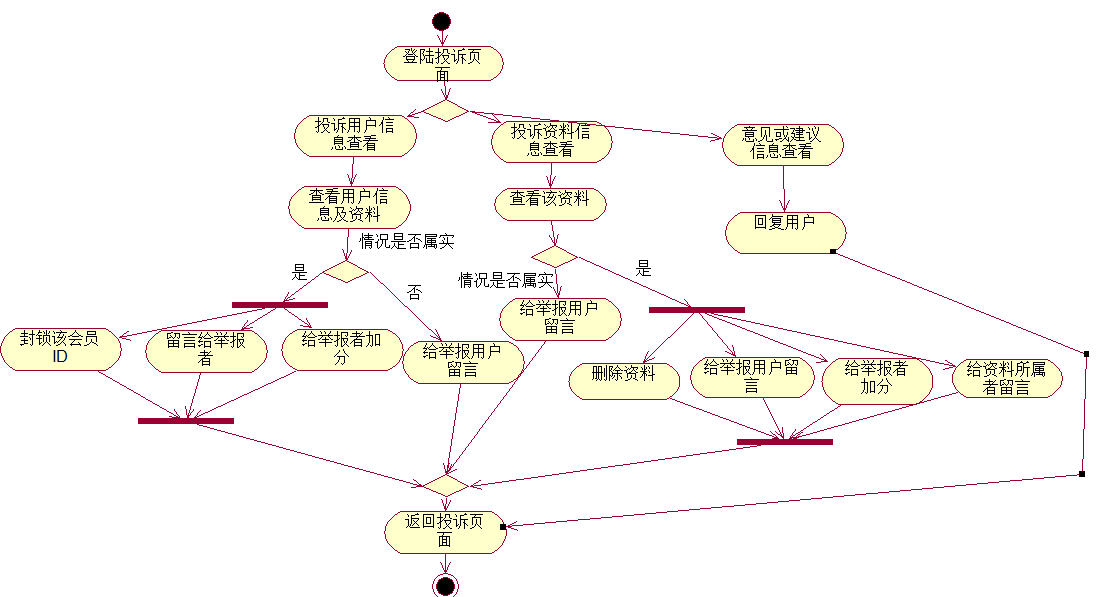 登陆投诉页
面
投诉用户信
息查看
投诉资料信
息查看
意见或建议
信息查看
查看用户信
息及资料
查看该资料
回复用户
情况是否属实
是
否
情况是否属实
是
封锁该会员
ID
留言给举报
者
给举报者加
分
给举报用户
留言
给举报用户
留言
删除资料
给举报用户留
言
给举报者
加分
给资料所属
者留言
返回投诉页
面